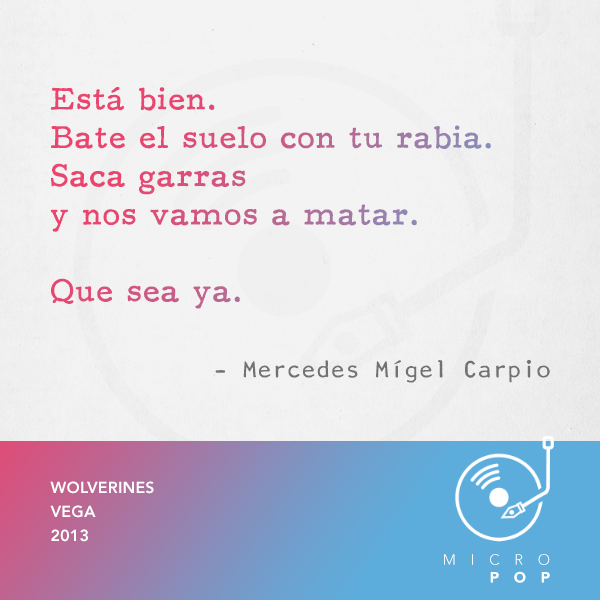 Está bien.
Bate el suelo con tu rabia.
Saca garras
y nos vamos a matar.
Que sea ya.
– Mercedes Mígel Carpio
WOLVERINES
VEGA
2013
MICRO
POP